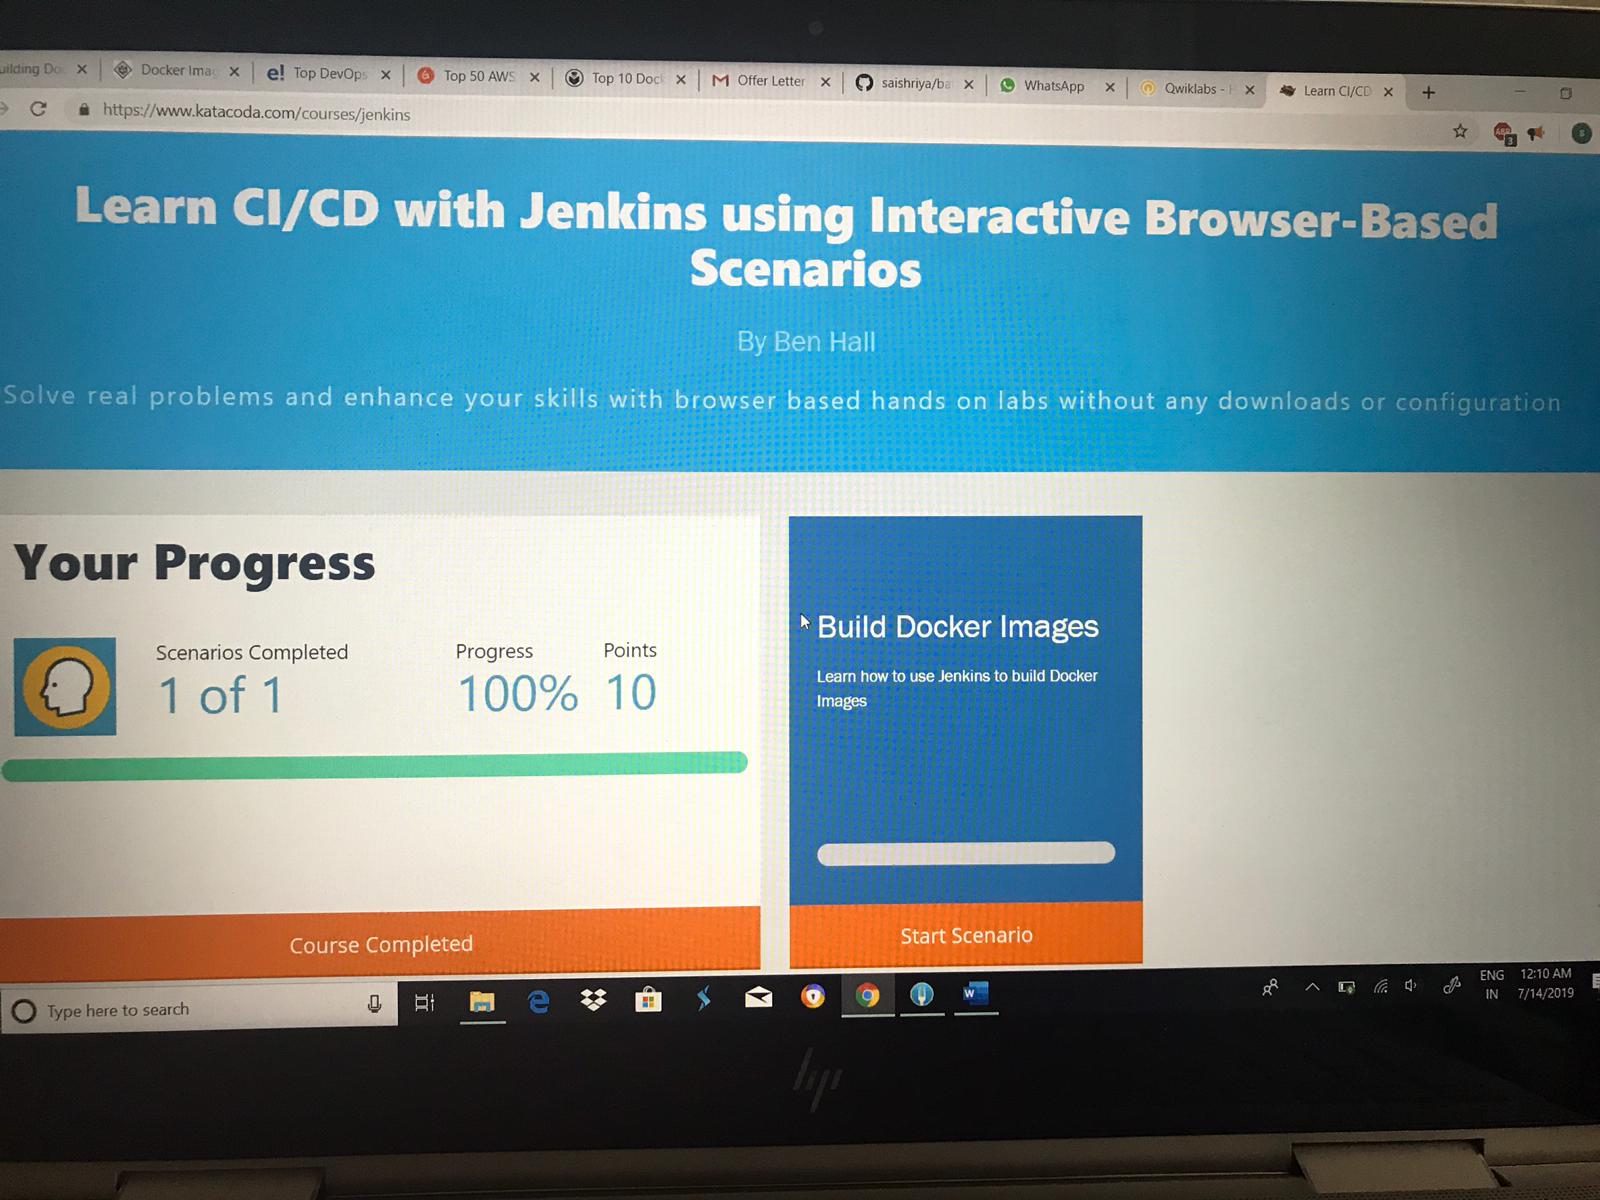 uilding Doc
Docker Imag
e! Top DevOps
Top 50 AWS
Top 10 Dock
Offer Letter
saishriya/ba
WhatsApp
Qwiklabs - H
Learn CI/CD
https://www.katacoda.com/courses/jenkins
ABP
3
s
Learn CI/CD with Jenkins using Interactive Browser-Based
Scenarios
By Ben Hall
Solve real problems and enhance your skills with browser based hands on labs without any downloads or configuration
Your Progress
Scenarios Completed
1 of 1
Progress
100%
Points
10
Course Completed
Build Docker Images
Learn how to use Jenkins to build Docker
Images
Start Scenario
Type here to search
W
ENG
IN
12:10 AM
7/14/2019
hp